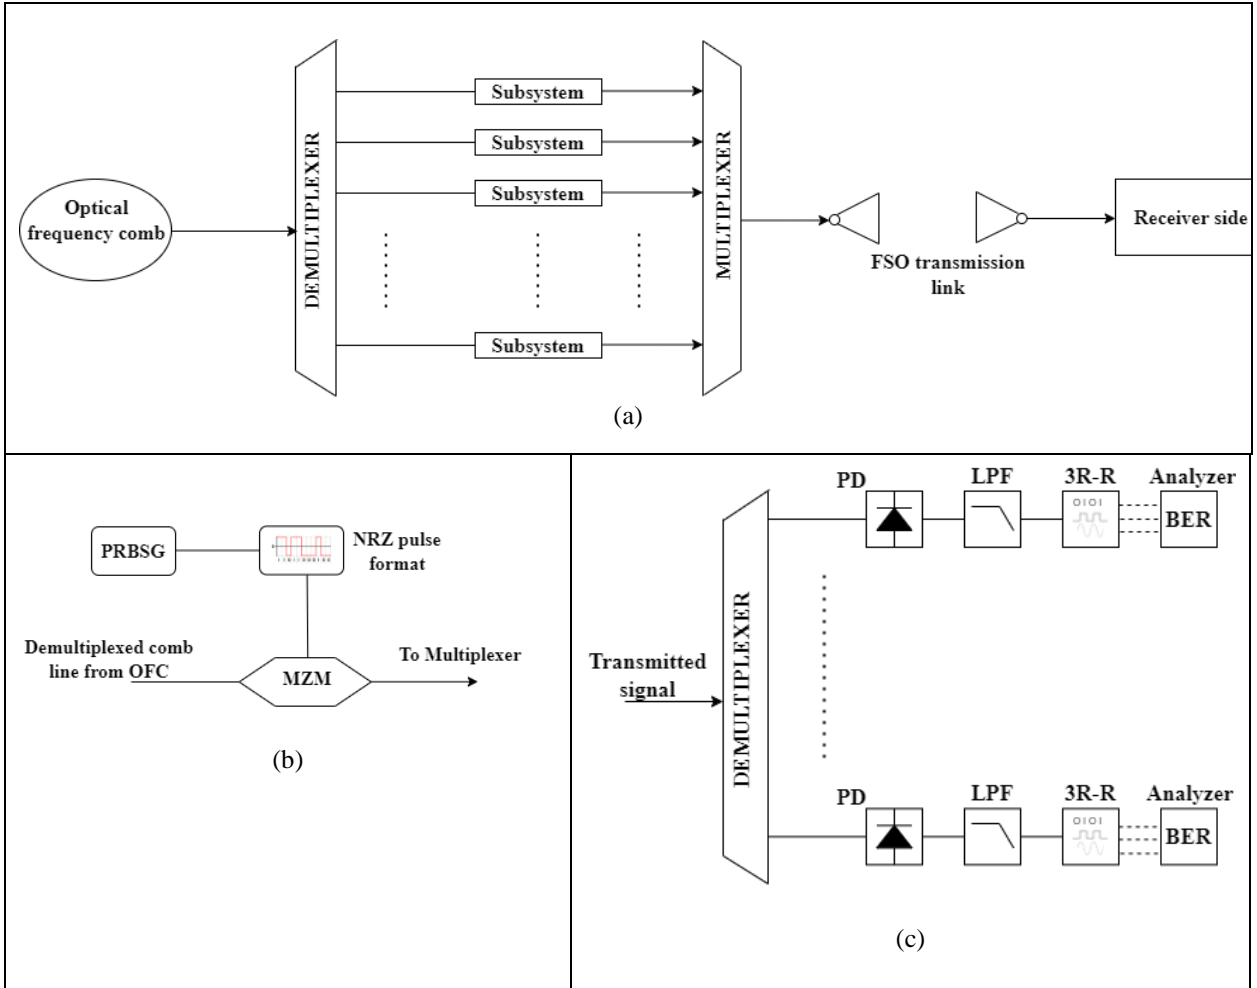 Optical
frequency comb
DEMULTIPLEXER
Subsystem
Subsystem
Subsystem
Subsystem
MULTIPLEXER
FSO transmission
link
Receiver side
(a)
PRBSG
NRZ pulse
format
Demultiplexed comb
line from OFC
MZM
To Multiplexer
(b)
Transmitted
signal
DEMULTIPLEXER
PD
LPF
3R-R
0101
Analyzer
BER
PD
LPF
3R-R
0101
Analyzer
BER
(c)